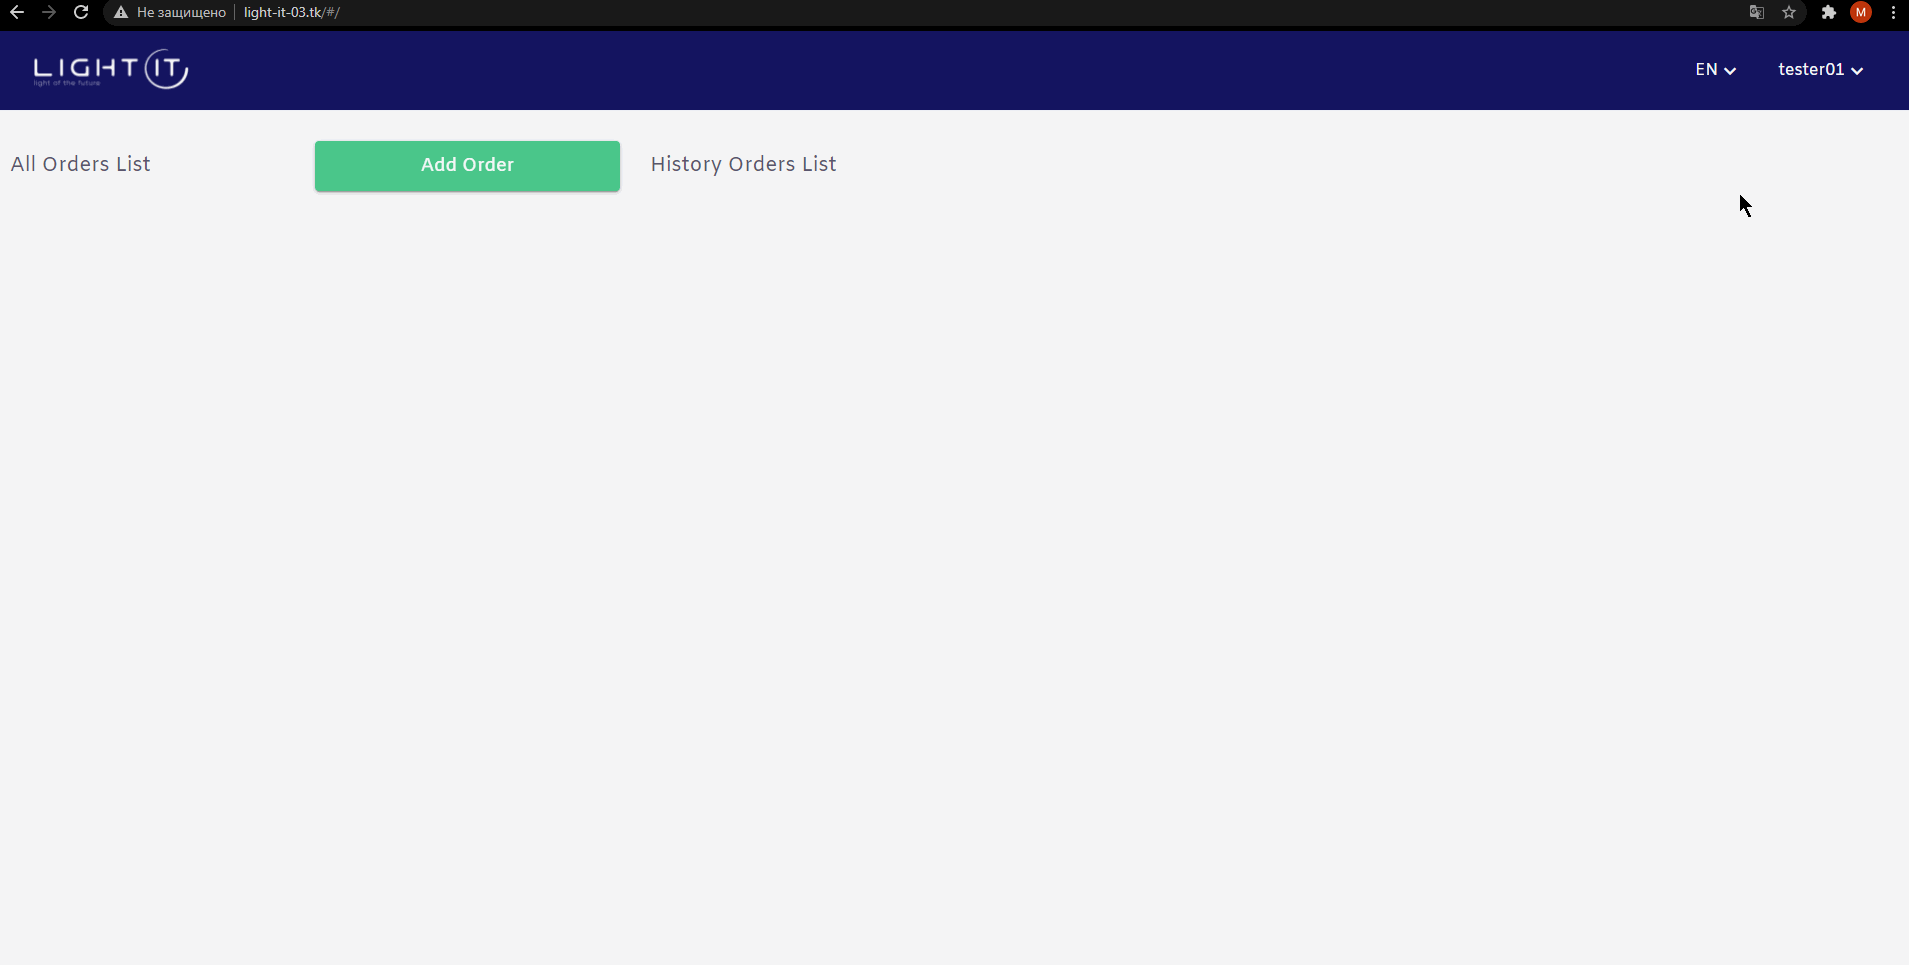 Не защищено light-it-03.tk/#/
M
LIGHT IT
light of the future
EN
tester01
All Orders List
Add Order
History Orders List